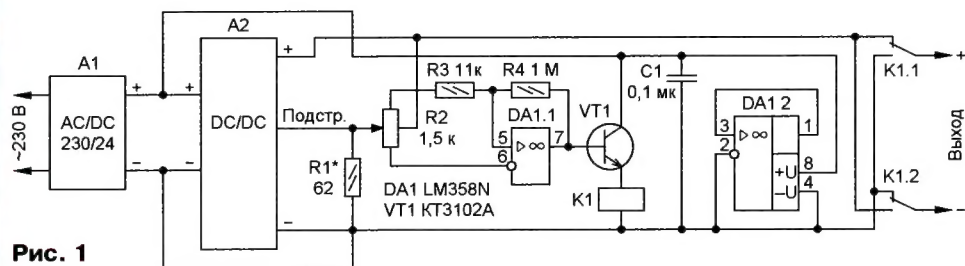 ~230 В
A1
+
AC/DC
230/24
−
+
−
A2
DC/DC
+
Подстр.
−
R1*
62
R2
1,5 к
R3 11к
R4 1 М
DA1.1
5
6
▷ ∞
7
DA1 LM358N
VT1 КТ3102А
VT1
K1
C1
0,1 мк
DA1 2
3
2
▷ ∞
1
8
+U
−U
4
K1.1
+
Выход
K1.2
−
Рис. 1